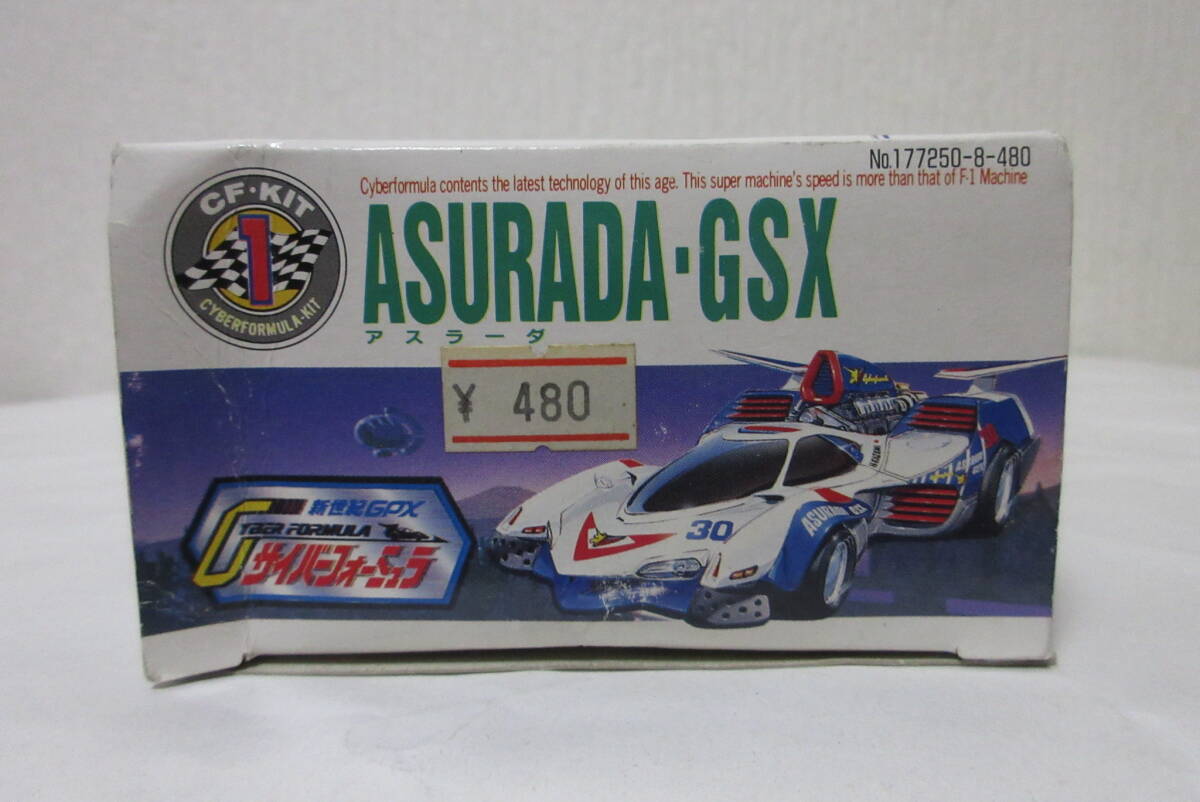 No.177250-8-480
Cyberformula contents the latest technology of this age. This super machine's speed is more than that of F-1 Machine
CF・KIT
1
CYBERFORMULA-KIT
ASURADA・GSX
アスラーダ
¥ 480
新世紀GPX
CYBER FORMULA
サイバーフォーミュラ
30
ASURADA GSX